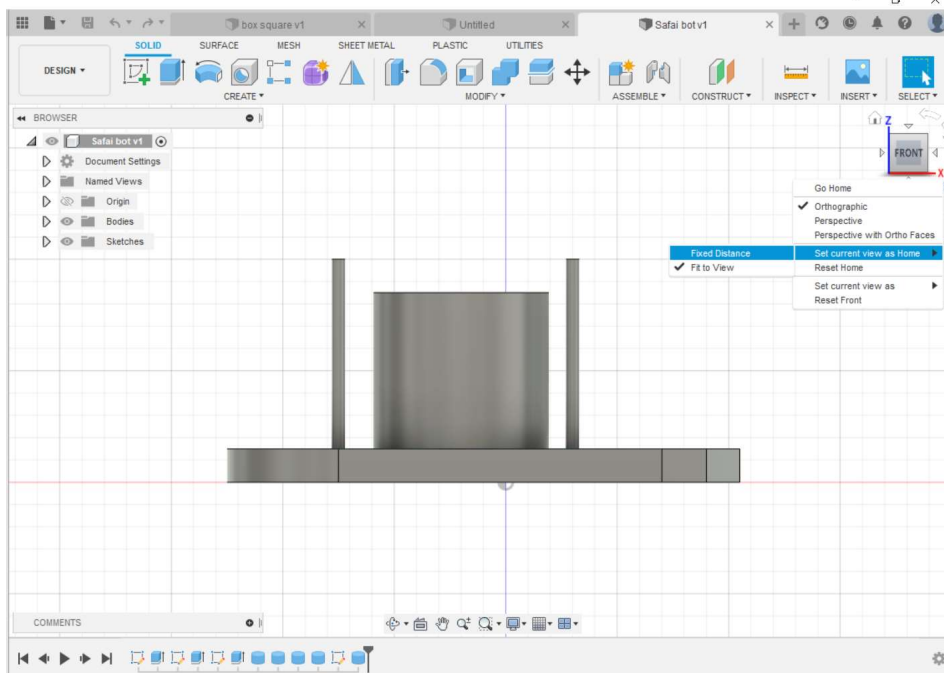 box square v1
Untitled
Safai bot v1
SOLID SURFACE MESH SHEET METAL PLASTIC UTILITIES
DESIGN
CREATE MODIFY ASSEMBLE CONSTRUCT INSPECT INSERT SELECT
BROWSER
Safai bot v1
Document Settings
Named Views
Origin
Bodies
Sketches
Z
FRONT
X
Go Home
Orthographic
Perspective
Perspective with Ortho Faces
Set current view as Home
Fixed Distance
Fit to View
Reset Home
Set current view as
Reset Front
COMMENTS